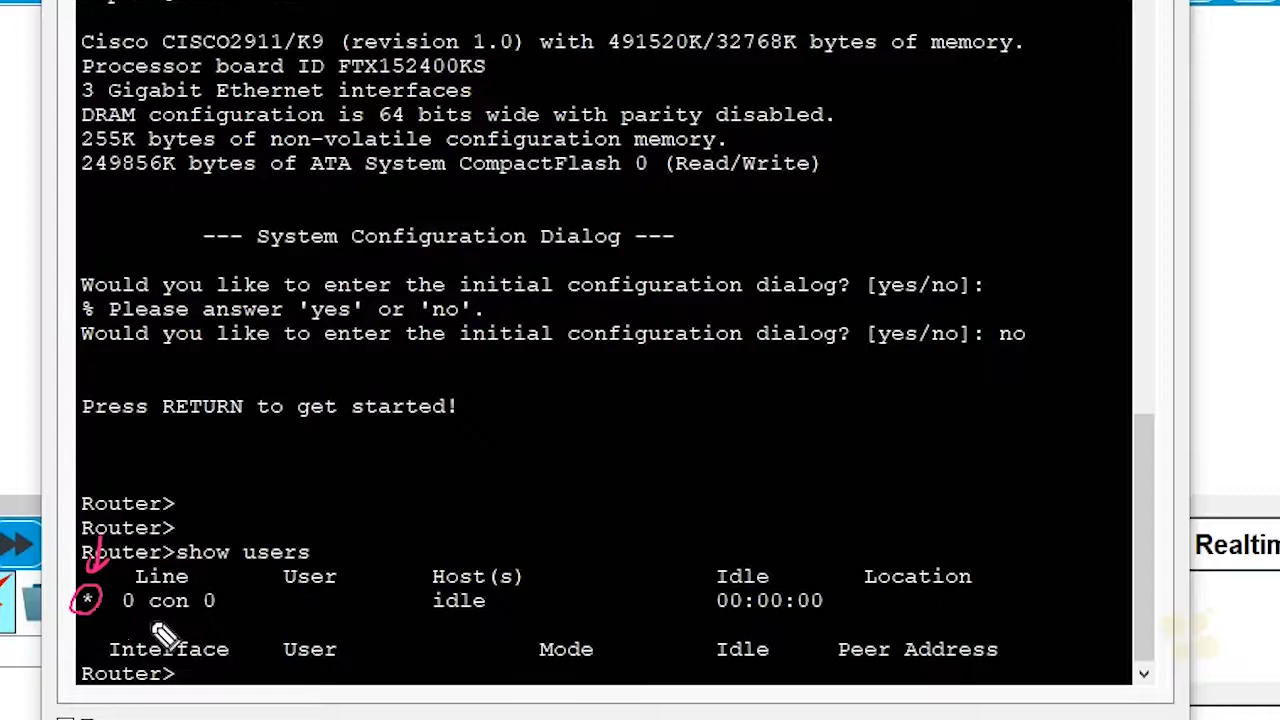 Cisco CISCO2911/K9 (revision 1.0) with 491520K/32768K bytes of memory.
Processor board ID FTX152400KS
3 Gigabit Ethernet interfaces
DRAM configuration is 64 bits wide with parity disabled.
255K bytes of non-volatile configuration memory.
249856K bytes of ATA System CompactFlash 0 (Read/Write)
--- System Configuration Dialog ---
Would you like to enter the initial configuration dialog? [yes/no]:
% Please answer 'yes' or 'no'.
Would you like to enter the initial configuration dialog? [yes/no]: no
Press RETURN to get started!
Router>
Router>
Router>show users
Line User Host(s) Idle Location
* 0 con 0 idle 00:00:00
Interface User Mode Idle Peer Address
Router>
Realtim